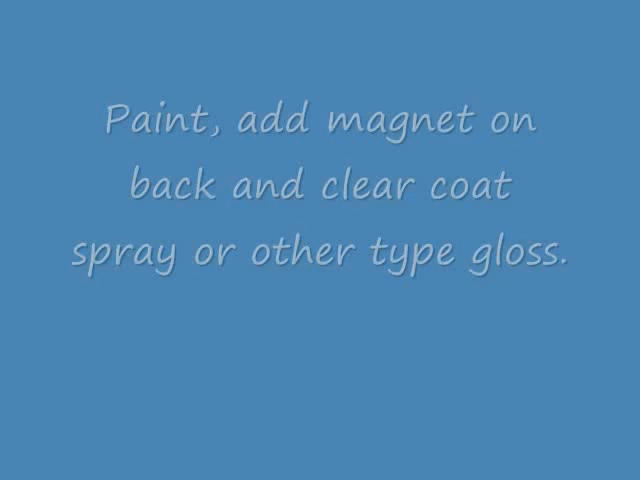 Paint, add magnet on
back and clear coat
spray or other type gloss.